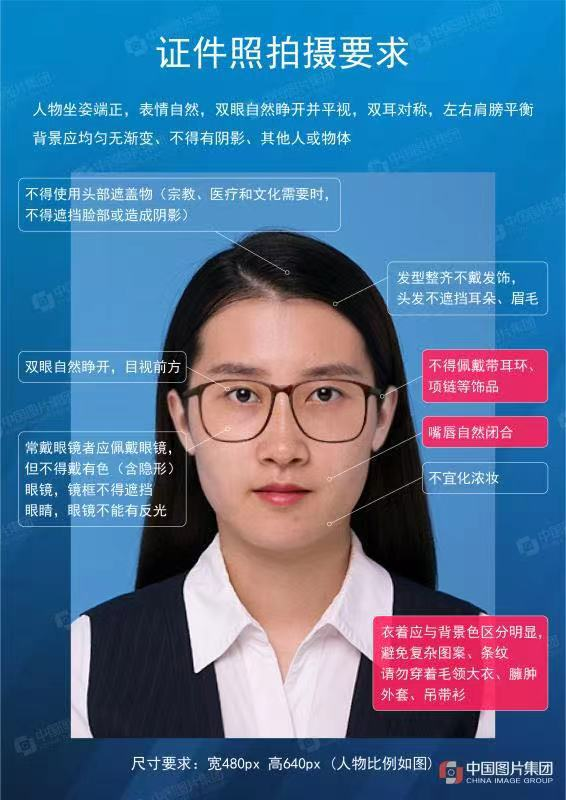 证件照拍摄要求
人物坐姿端正，表情自然，双眼自然睁开并平视，双耳对称，左右肩膀平衡
背景应均匀无渐变、不得有阴影、其他人或物体
不得使用头部遮盖物（宗教、医疗和文化需要时，
不得遮挡脸部或造成阴影）
发型整齐不戴发饰，
头发不遮挡耳朵、眉毛
双眼自然睁开，目视前方
不得佩戴带耳环、
项链等饰品
嘴唇自然闭合
常戴眼镜者应佩戴眼镜，
但不得戴有色（含隐形）
眼镜，镜框不得遮挡
眼睛，眼镜不能有反光
不宜化浓妆
衣着应与背景色区分明显，
避免复杂图案、条纹
请勿穿着毛领大衣、臃肿
外套、吊带衫
尺寸要求：宽480px 高640px（人物比例如图）
中国图片集团
CHINA IMAGE GROUP